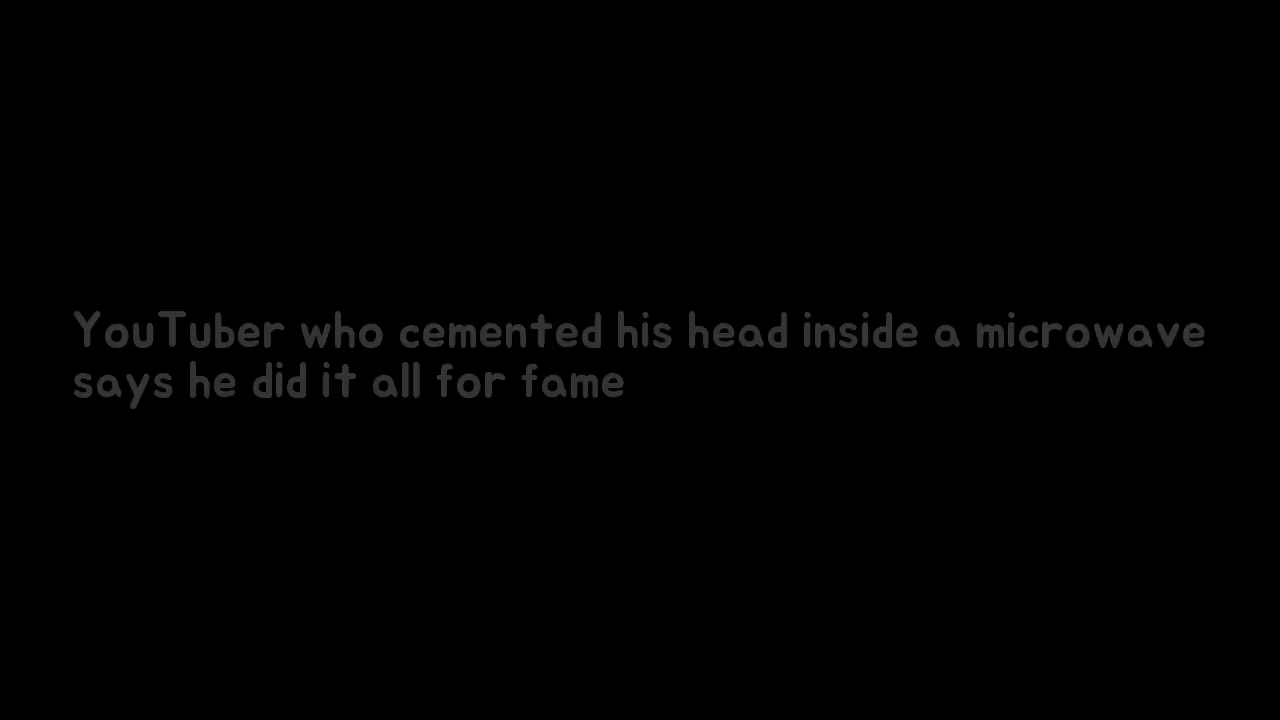 YouTuber who cemented his head inside a microwave
says he did it all for fame